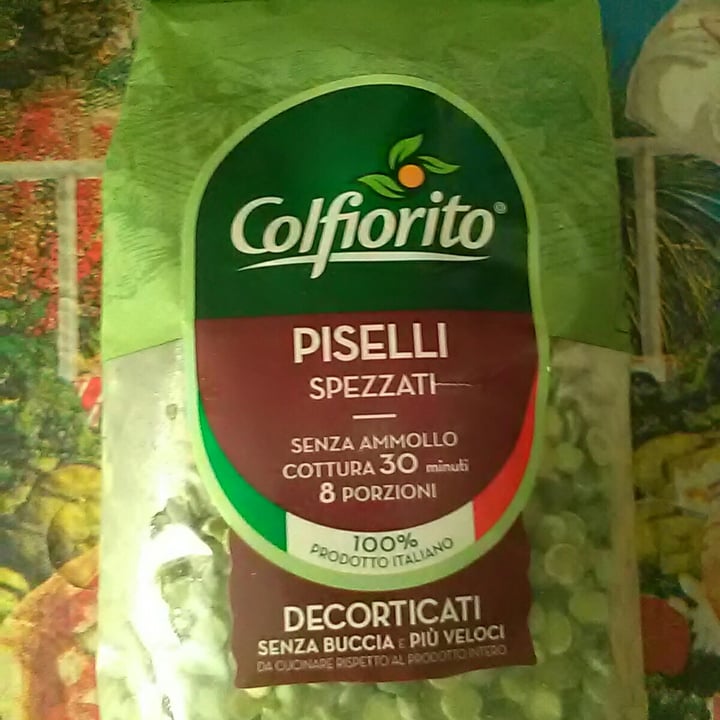 Colfiorito®
PISELLI
SPEZZATI
SENZA AMMOLLO
COTTURA 30 minuti
8 PORZIONI
100%
PRODOTTO ITALIANO
DECORTICATI
SENZA BUCCIA E PIÙ VELOCI
DA CUCINARE RISPETTO AL PRODOTTO INTERO